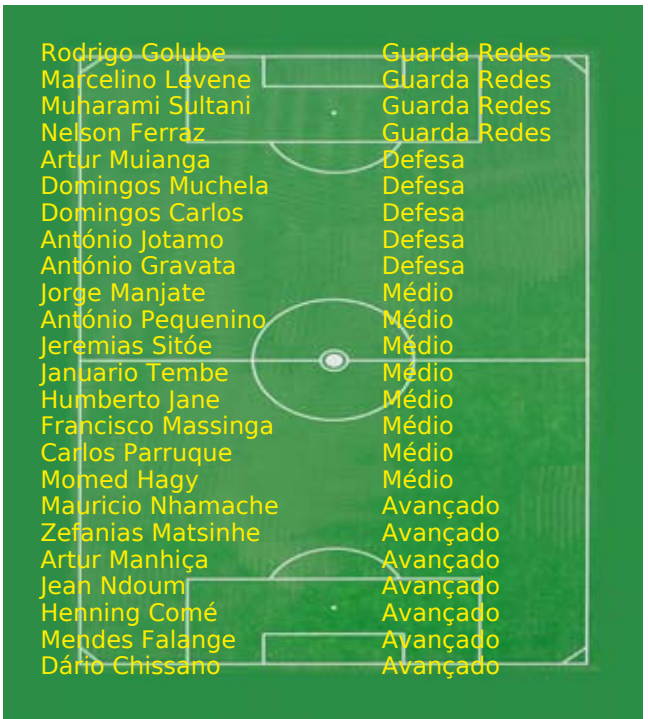 Rodrigo Golube Guarda Redes
Marcelino Levene Guarda Redes
Muharami Sultani Guarda Redes
Nelson Ferraz Guarda Redes
Artur Muianga Defesa
Domingos Muchela Defesa
Domingos Carlos Defesa
António Jotamo Defesa
António Gravata Defesa
Jorge Manjate Médio
António Pequenino Médio
Jeremias Sitóe Médio
Januario Tembe Médio
Humberto Jane Médio
Francisco Massinga Médio
Carlos Parruque Médio
Momed Hagy Médio
Mauricio Nhamache Avançado
Zefanias Matsinhe Avançado
Artur Manhiça Avançado
Jean Ndoum Avançado
Henning Comé Avançado
Mendes Falange Avançado
Dário Chissano Avançado